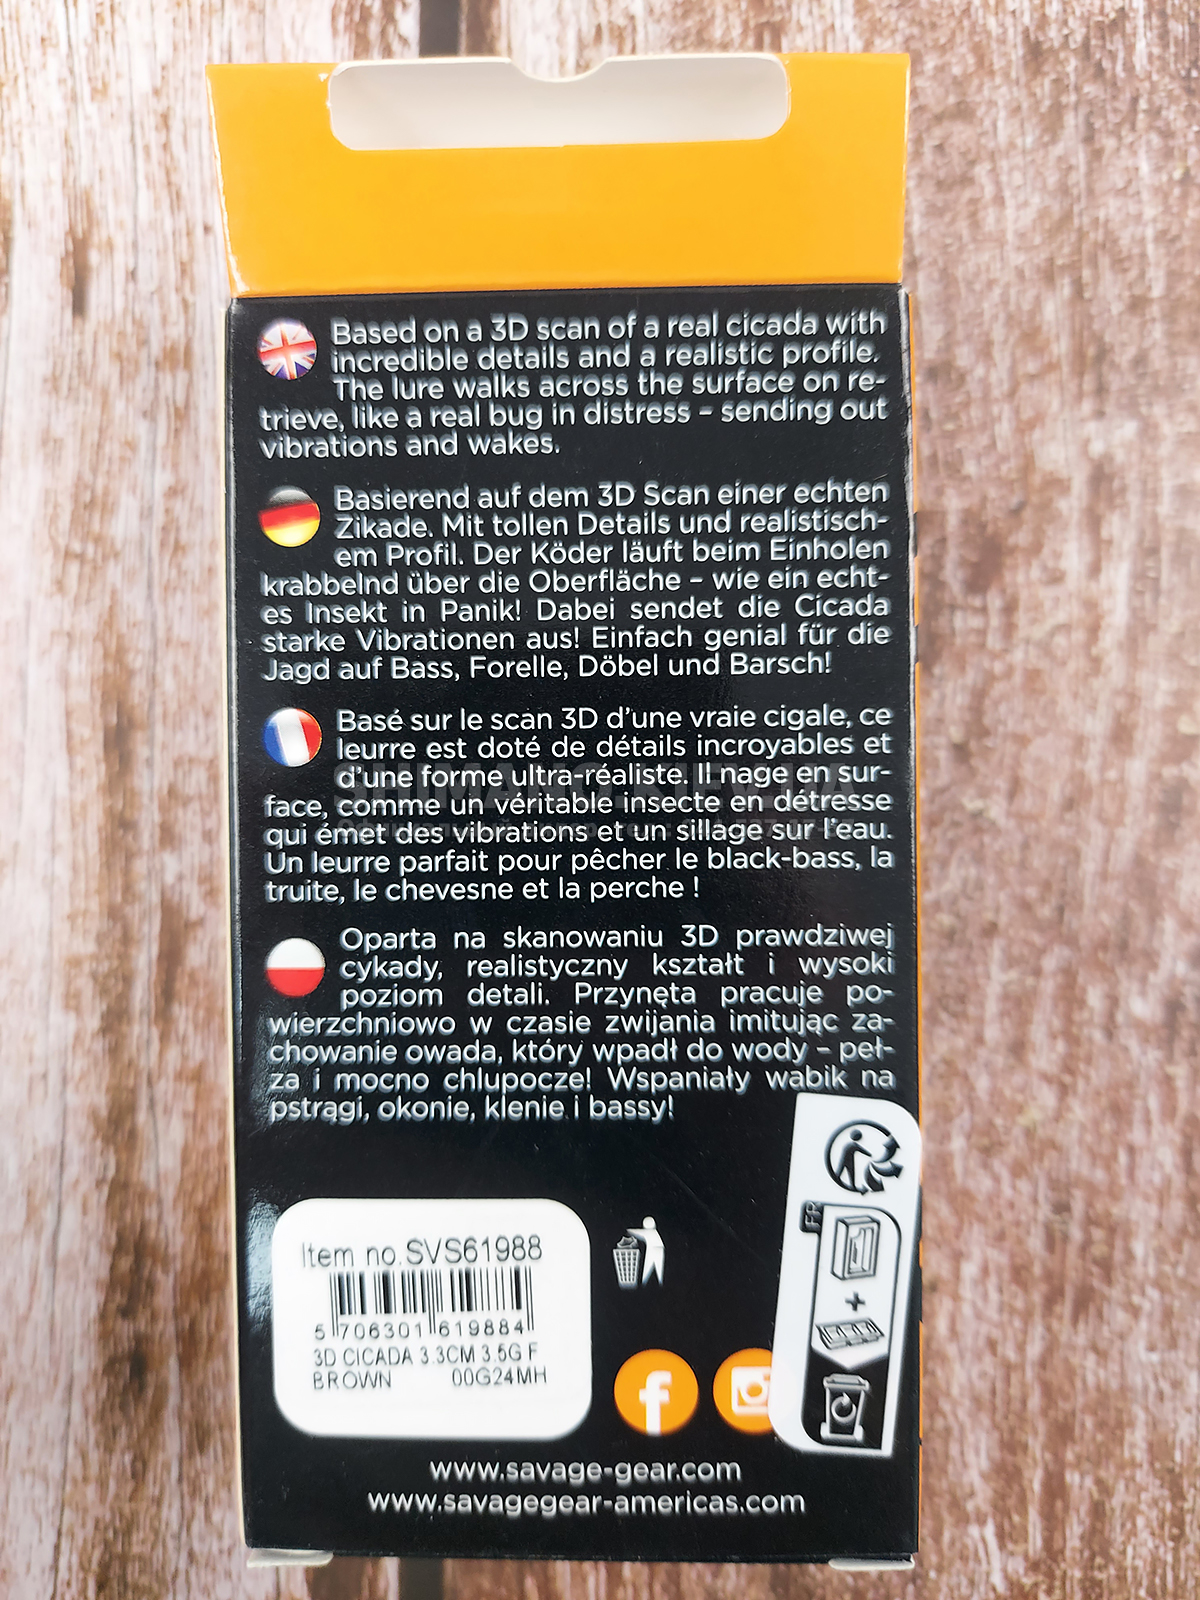 Based on a 3D scan of a real cicada with
incredible details and a realistic profile.
The lure walks across the surface on re-
trieve, like a real bug in distress – sending out
vibrations and wakes.
Basierend auf dem 3D Scan einer echten
Zikade. Mit tollen Details und realistisch-
em Profil. Der Köder läuft beim Einholen
krabbelnd über die Oberfläche – wie ein echt-
es Insekt in Panik! Dabei sendet die Cicada
starke Vibrationen aus! Einfach genial für die
Jagd auf Bass, Forelle, Döbel und Barsch!
Basé sur le scan 3D d'une vraie cigale, ce
leurre est doté de détails incroyables et
d'une forme ultra-réaliste. Il nage en sur-
face, comme un véritable insecte en détresse
qui émet des vibrations et un sillage sur l'eau.
Un leurre parfait pour pêcher le black-bass, la
truite, le chevesne et la perche !
SHIMANO.KIEV.UA
Oparta na skanowaniu 3D prawdziwej
cykady, realistyczny kształt i wysoki
poziom detali. Przynęta pracuje po-
wierzchniowo w czasie zwijania imitując za-
chowanie owada, który wpadł do wody – peł-
za i mocno chlupocze! Wspaniały wabik na
pstrągi, okonie, klenie i bassy!
FR
+
Item no.SVS61988
5 706301 619884
3D CICADA 3.3CM 3.5G F
BROWN 00G24MH
www.savage-gear.com
www.savagegear-americas.com